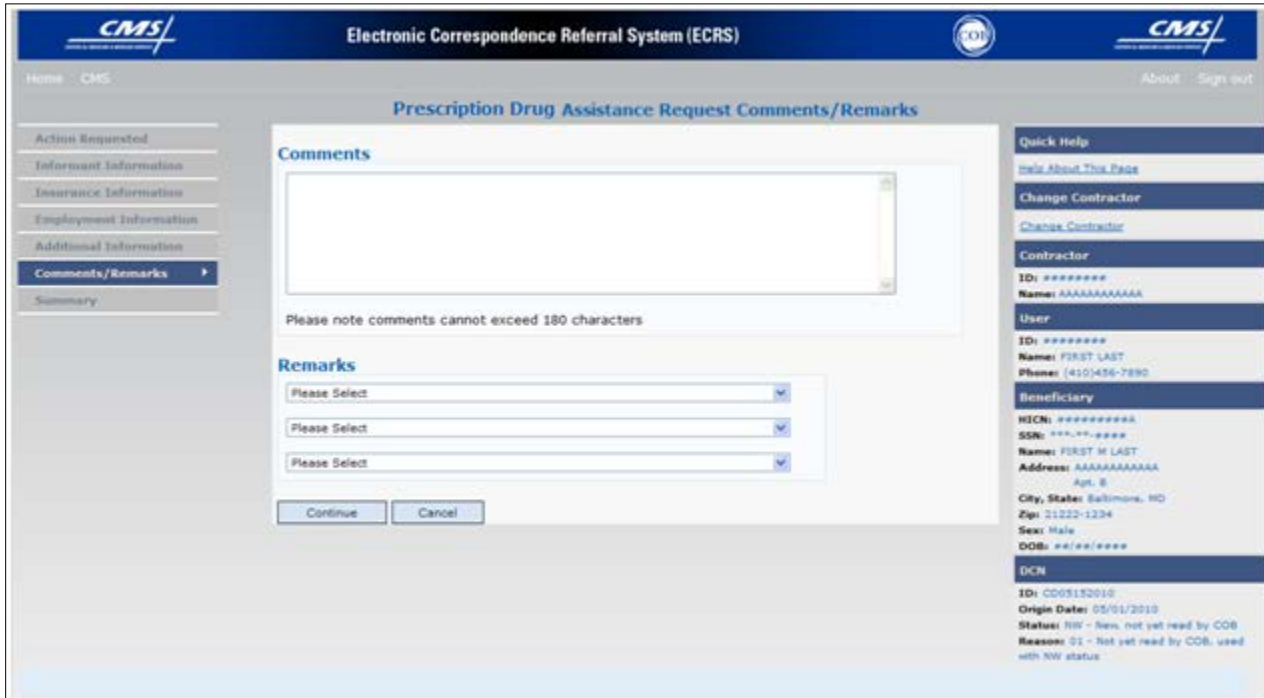 CMS
Electronic Correspondence Referral System (ECRS)
COB
CMS
Home CMS
About Sign out
Prescription Drug Assistance Request Comments/Remarks
Action Requested
Informant Information
Insurance Information
Employment Information
Additional Information
Comments/Remarks
Summary
Comments
Please note comments cannot exceed 180 characters
Remarks
Please Select
Please Select
Please Select
Continue Cancel
Quick Help
Help About This Page
Change Contractor
Change Contractor
Contractor
ID: ########
Name: AAAAAAAAAAAA
User
ID: ########
Name: FIRST LAST
Phone: (410)456-7890
Beneficiary
HICN: #########A
SSN: ***-**-####
Name: FIRST M LAST
Address: AAAAAAAAAAAA
Apt. B
City, State: Baltimore, MD
Zip: 21222-1234
Sex: Male
DOB: ##/##/####
DCN
ID: CD05152010
Origin Date: 05/01/2010
Status: NW - New, not yet read by COB
Reason: 01 - Not yet read by COB, used
with NW status